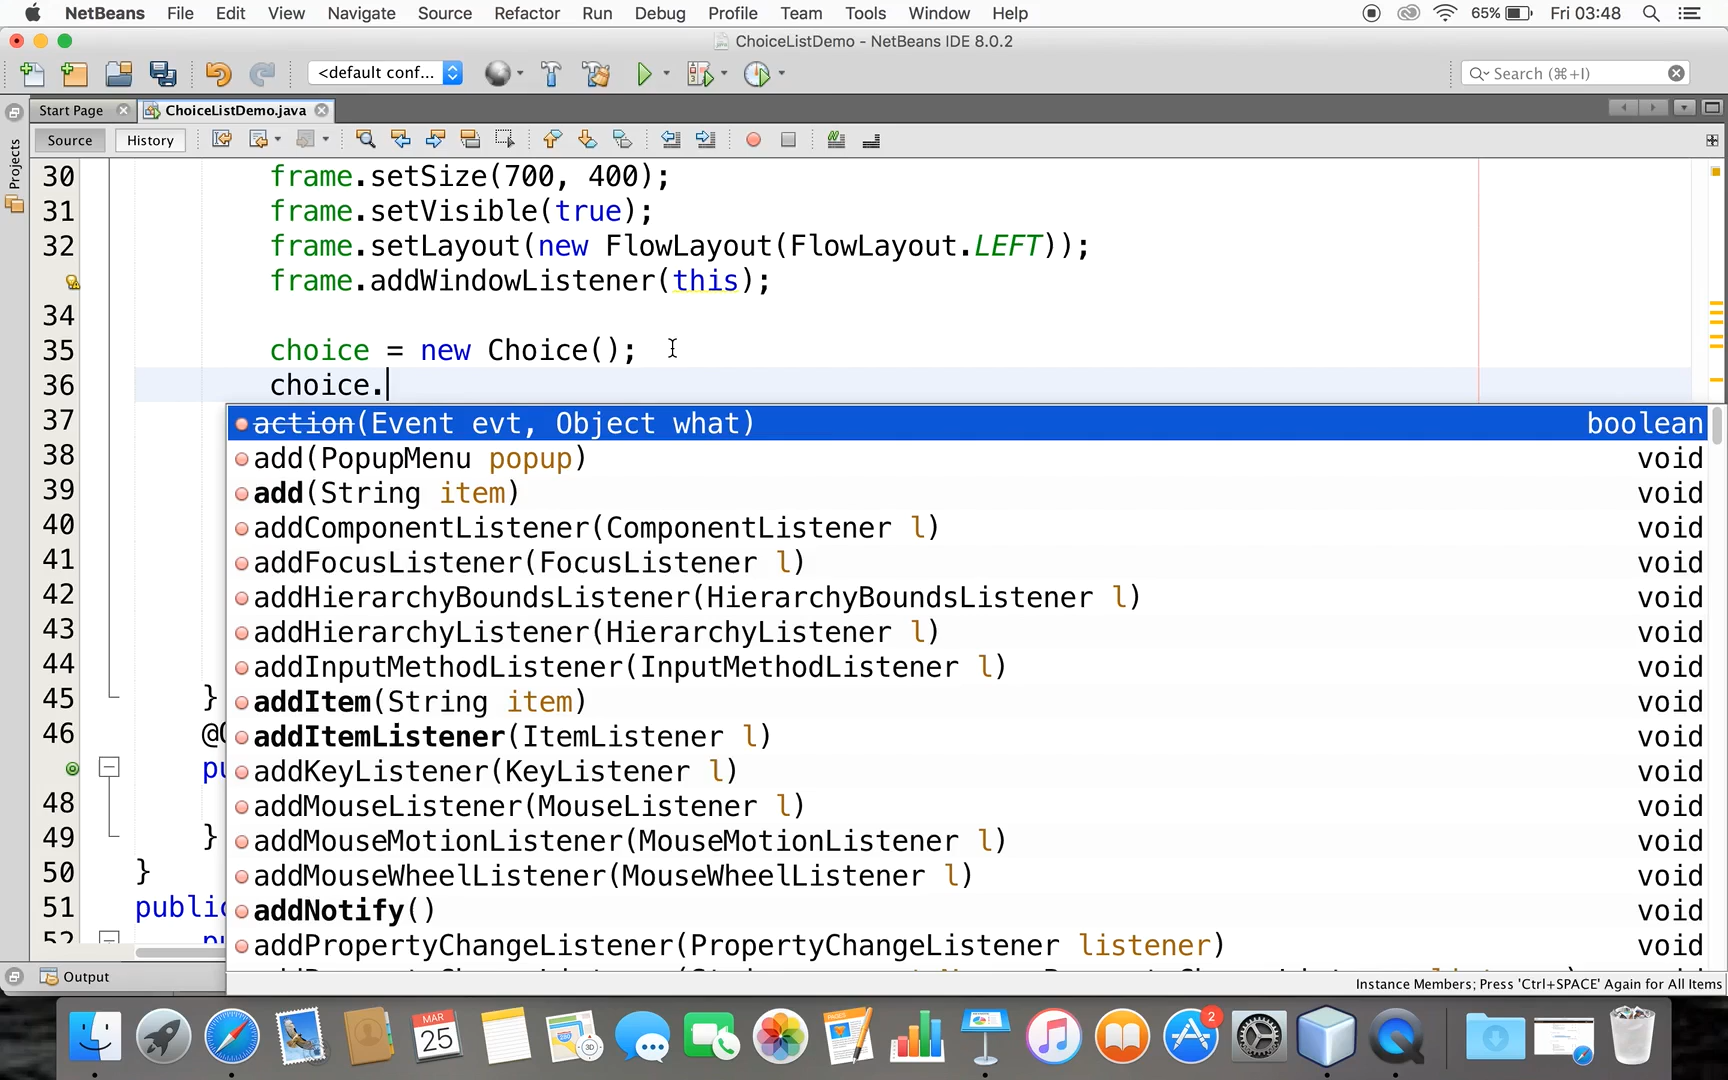 NetBeans File Edit View Navigate Source Refactor Run Debug Profile Team Tools Window Help 65% Fri 03:48
ChoiceListDemo - NetBeans IDE 8.0.2
<default conf... Search (⌘+I)
Start Page ChoiceListDemo.java
Source History
Projects
30 frame.setSize(700, 400);
31 frame.setVisible(true);
32 frame.setLayout(new FlowLayout(FlowLayout.LEFT));
frame.addWindowListener(this);
34
35 choice = new Choice();
36 choice.
37 action(Event evt, Object what) boolean
38 add(PopupMenu popup) void
39 add(String item) void
40 addComponentListener(ComponentListener l) void
41 addFocusListener(FocusListener l) void
42 addHierarchyBoundsListener(HierarchyBoundsListener l) void
43 addHierarchyListener(HierarchyListener l) void
44 addInputMethodListener(InputMethodListener l) void
45 } addItem(String item) void
46 addItemListener(ItemListener l) void
addKeyListener(KeyListener l) void
48 addMouseListener(MouseListener l) void
49 } addMouseMotionListener(MouseMotionListener l) void
50 } addMouseWheelListener(MouseWheelListener l) void
51 public addNotify() void
52 addPropertyChangeListener(PropertyChangeListener listener) void
Output
Instance Members; Press 'Ctrl+SPACE' Again for All Items
MAR
25
3D
PAGES
2